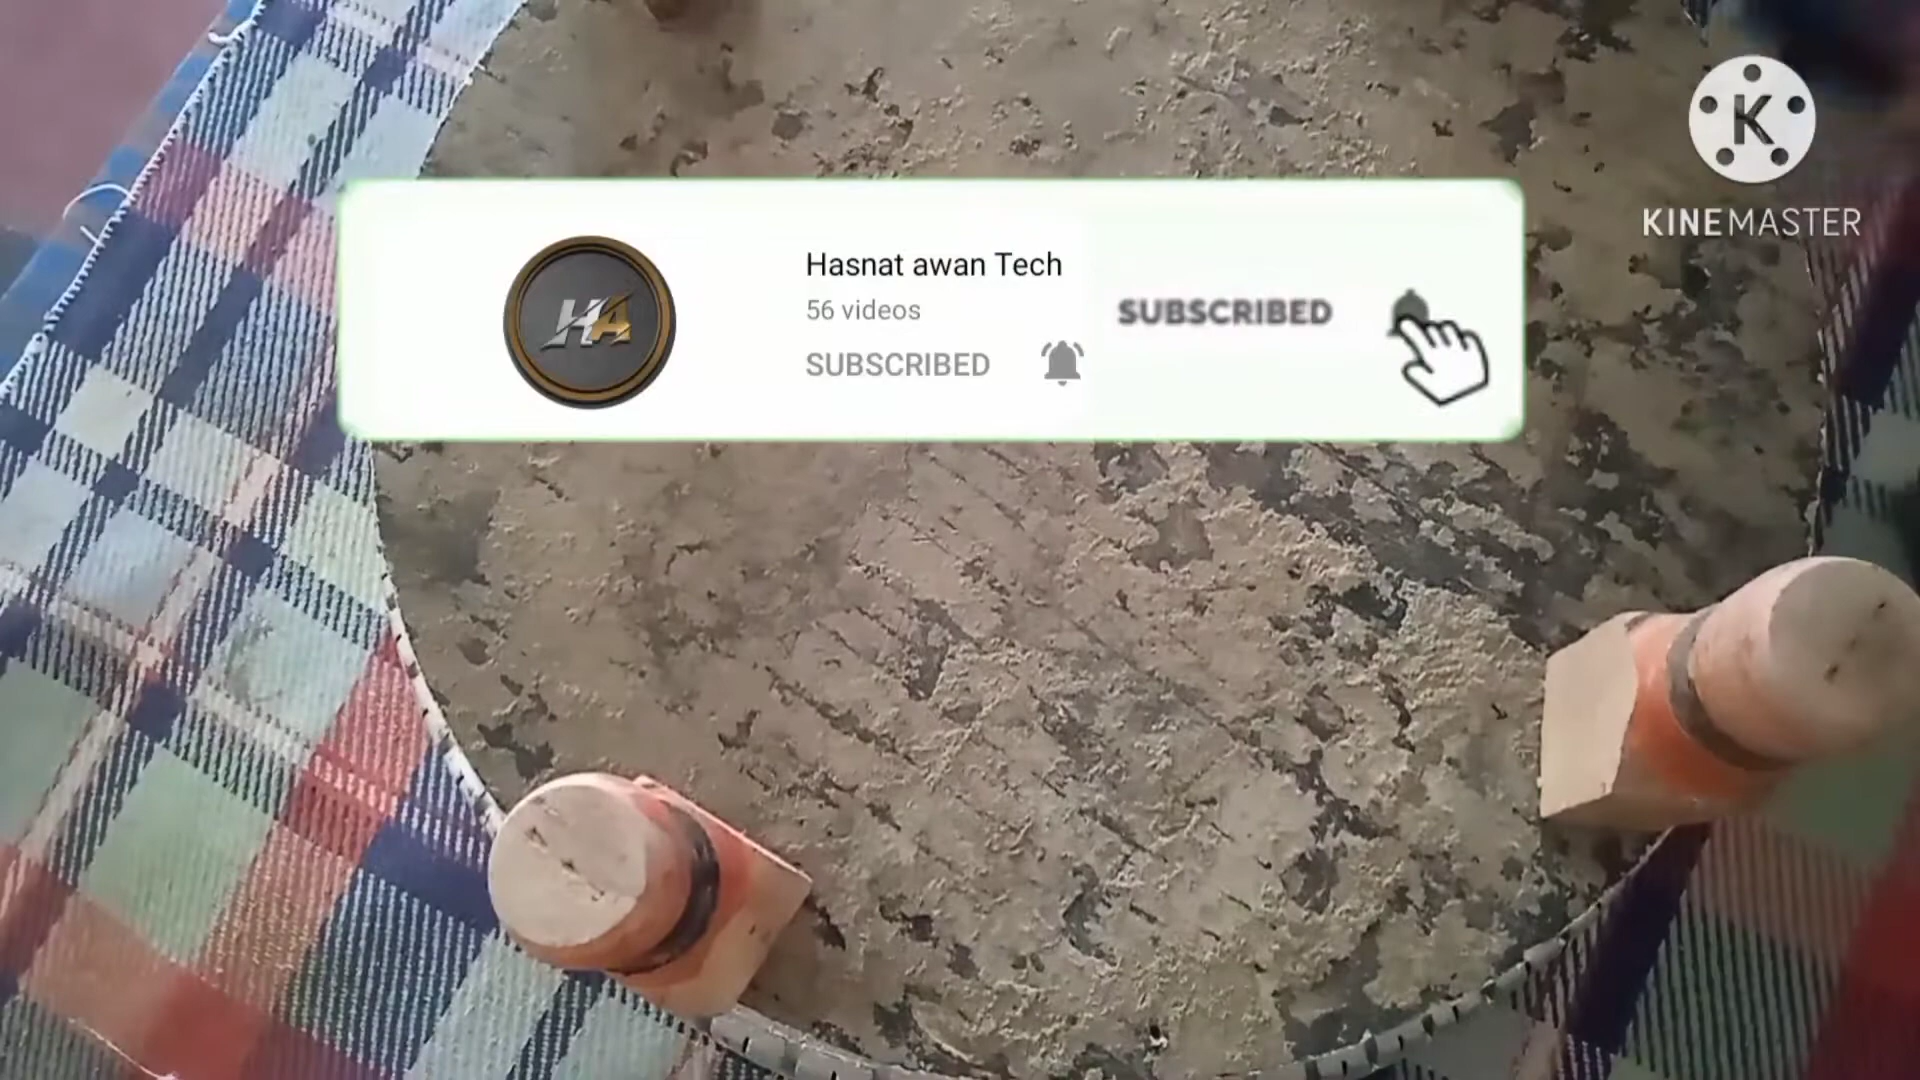 K
KINEMASTER
Hasnat awan Tech
56 videos
SUBSCRIBED
SUBSCRIBED
HA